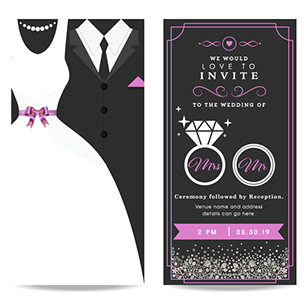 WE WOULD
LOVE TO
INVITE
TO THE WEDDING OF
Mrs Mr
Ceremony followed by Reception.
Venue name and address
details can go here.
2 PM 05.30.19